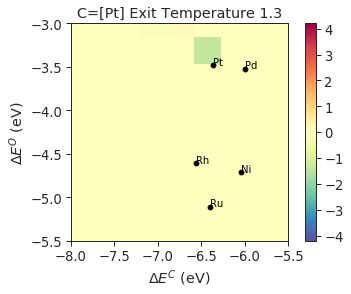 C=[Pt] Exit Temperature 1.3
−3.0
−3.5
−4.0
−4.5
−5.0
−5.5
ΔE^O (eV)
Pt
Pd
Rh
Ni
Ru
−8.0 −7.5 −7.0 −6.5 −6.0 −5.5
ΔE^C (eV)
4
3
2
1
0
−1
−2
−3
−4